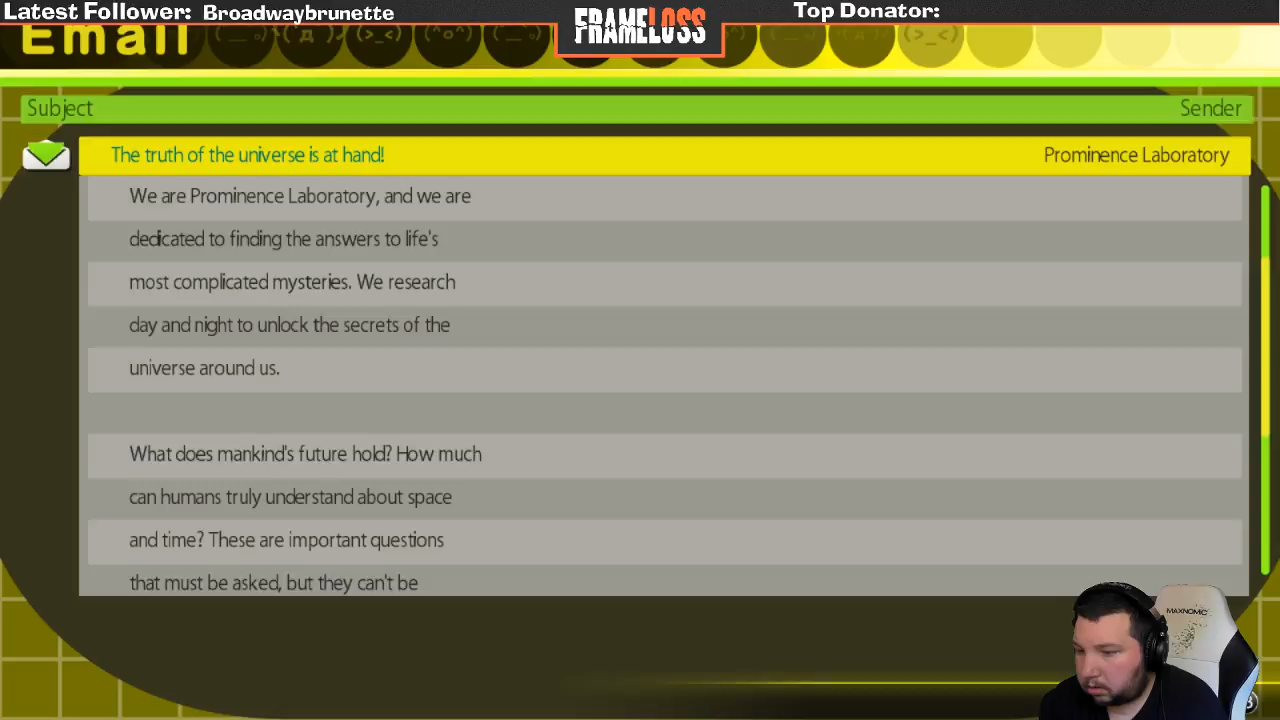 Latest Follower: Broadwaybrunette
FRAMELOSS
Top Donator:
Email
Subject
Sender
The truth of the universe is at hand!
Prominence Laboratory
We are Prominence Laboratory, and we are
dedicated to finding the answers to life's
most complicated mysteries. We research
day and night to unlock the secrets of the
universe around us.
What does mankind's future hold? How much
can humans truly understand about space
and time? These are important questions
that must be asked, but they can't be
MAXNOMIC